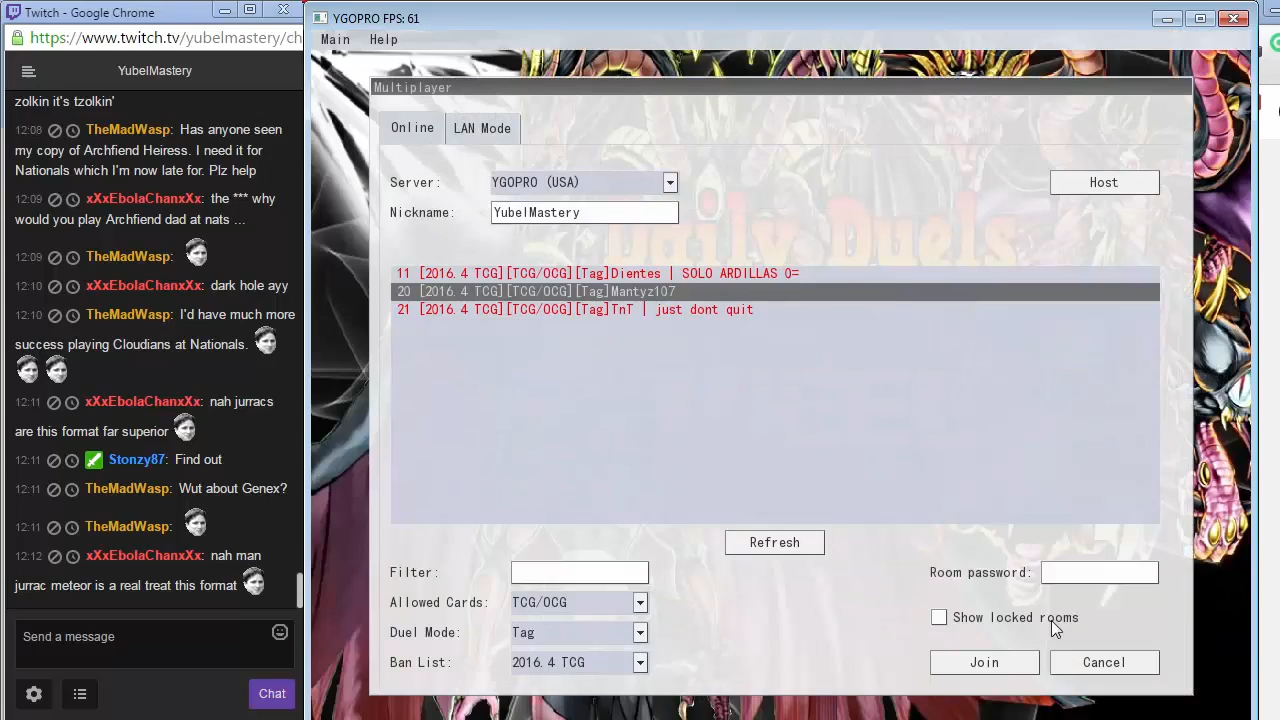 Twitch - Google Chrome
https://www.twitch.tv/yubelmastery/ch
YubelMastery
zolkin it's tzolkin'
12:08 TheMadWasp: Has anyone seen
my copy of Archfiend Heiress. I need it for
Nationals which I'm now late for. Plz help
12:09 xXxEbolaChanxXx: the *** why
would you play Archfiend dad at nats ...
12:09 TheMadWasp:
12:10 xXxEbolaChanxXx: dark hole ayy
12:10 TheMadWasp: I'd have much more
success playing Cloudians at Nationals.
12:11 xXxEbolaChanxXx: nah jurracs
are this format far superior
12:11 Stonzy87: Find out
12:11 TheMadWasp: Wut about Genex?
12:11 TheMadWasp:
12:12 xXxEbolaChanxXx: nah man
jurrac meteor is a real treat this format
Send a message
Chat
YGOPRO FPS: 61
Main Help
Multiplayer
Online LAN Mode
Server: YGOPRO (USA) Host
Nickname: YubelMastery
Daily Duels
11 [2016.4 TCG][TCG/OCG][Tag]Dientes | SOLO ARDILLAS O=
20 [2016.4 TCG][TCG/OCG][Tag]Mantyz107
21 [2016.4 TCG][TCG/OCG][Tag]TnT | just dont quit
Refresh
Filter: Room password:
Allowed Cards: TCG/OCG Show locked rooms
Duel Mode: Tag
Ban List: 2016.4 TCG Join Cancel